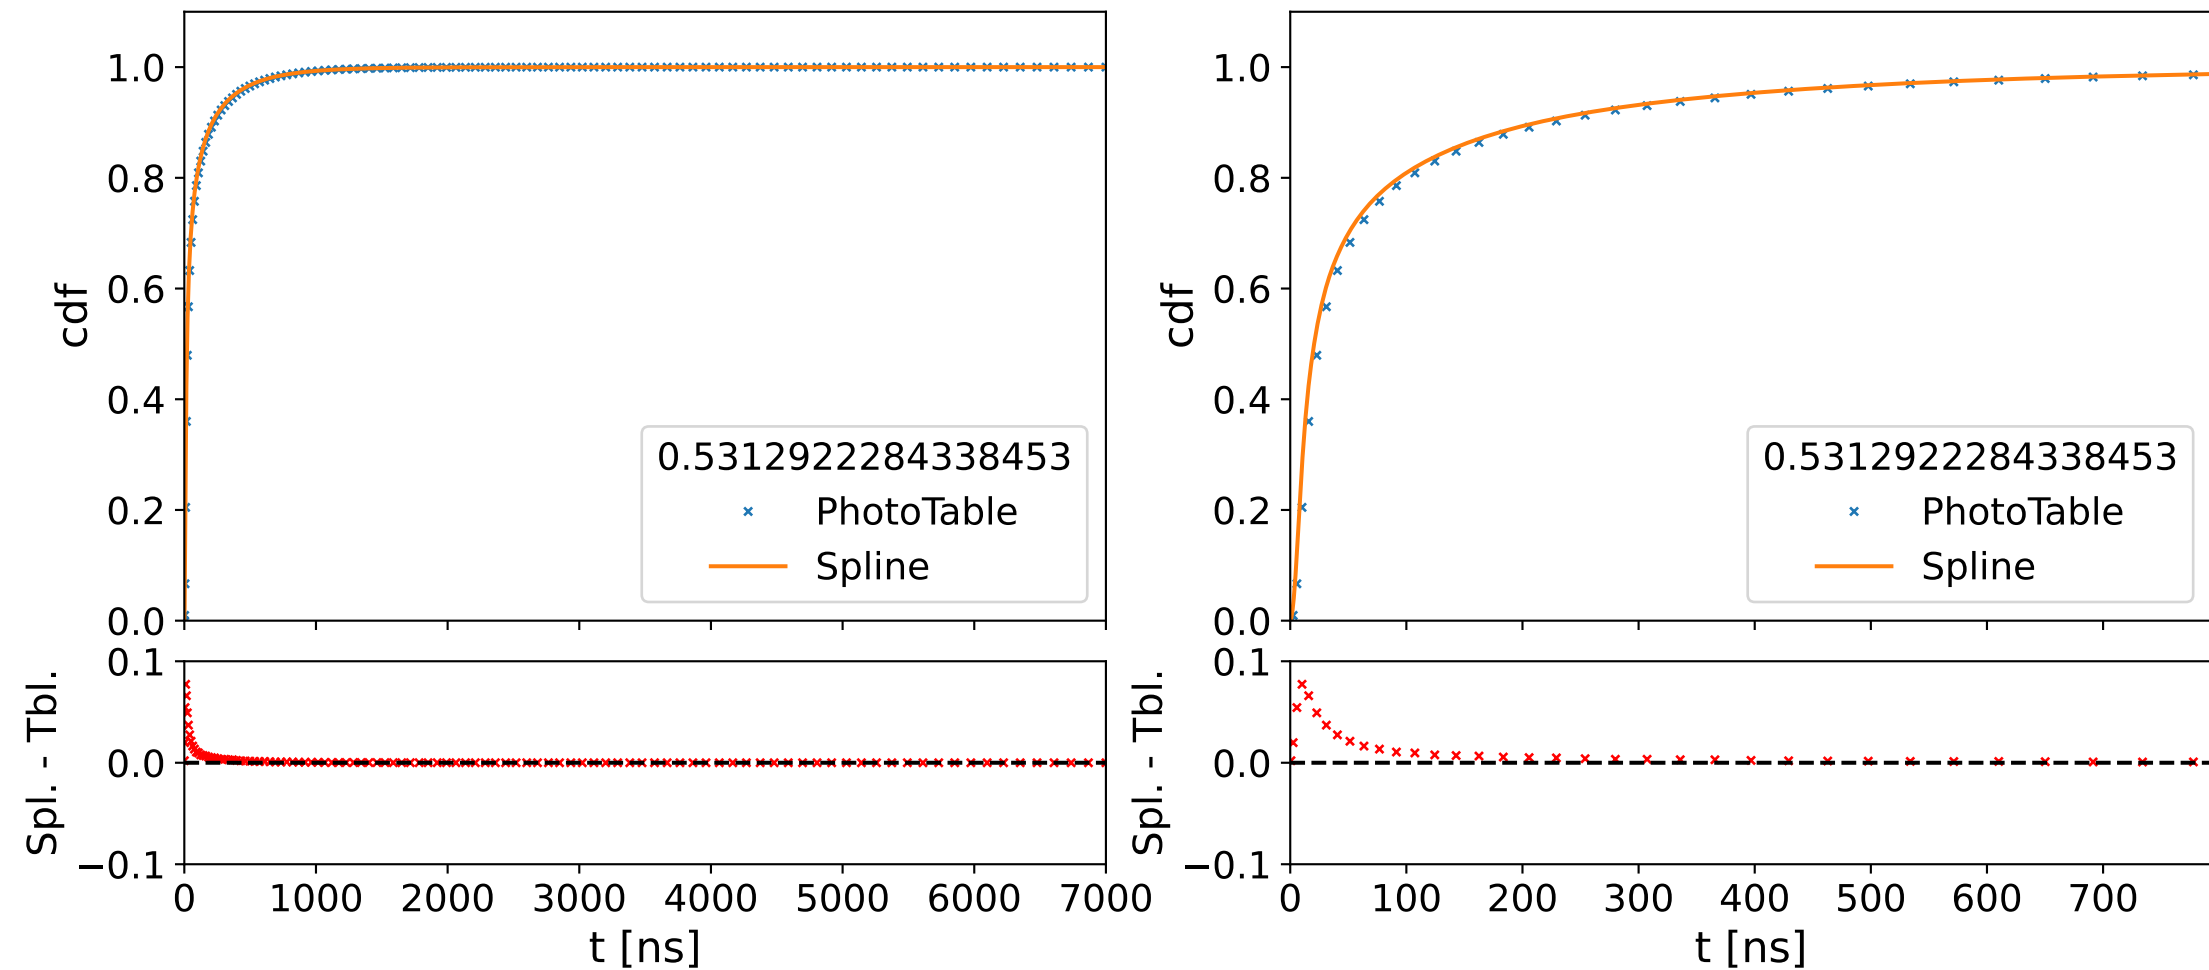 1.0
0.8
0.6
0.4
0.2
0.0
cdf
0.5312922284338453
PhotoTable
Spline
0.1
0.0
−0.1
Spl. - Tbl.
0 1000 2000 3000 4000 5000 6000 7000
t [ns]
1.0
0.8
0.6
0.4
0.2
0.0
cdf
0.5312922284338453
PhotoTable
Spline
0.1
0.0
−0.1
Spl. - Tbl.
0 100 200 300 400 500 600 700
t [ns]